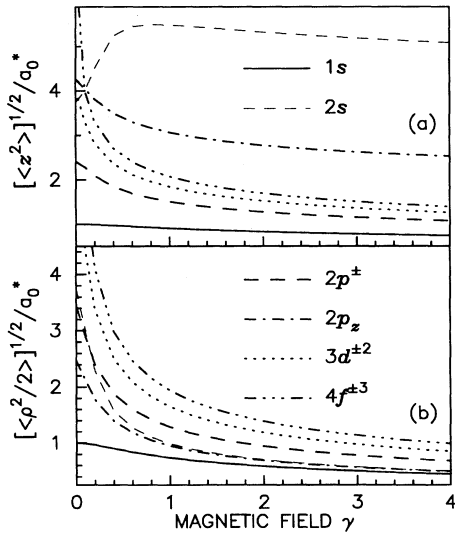 [<z²>]^{1/2}/a₀*
4
2
1s
2s
(a)
[<ρ²/2>]^{1/2}/a₀*
4
3
2
1
2p^±
2p_z
3d^{±2}
4f^{±3}
(b)
0 1 2 3 4
MAGNETIC FIELD γ